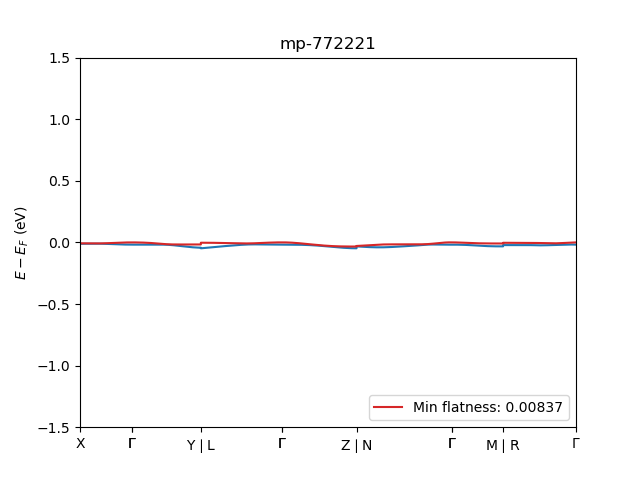 mp-772221
1.5
1.0
0.5
0.0
−0.5
−1.0
−1.5
E − E_F (eV)
Min flatness: 0.00837
X Γ Y | L Γ Z | N Γ M | R Γ